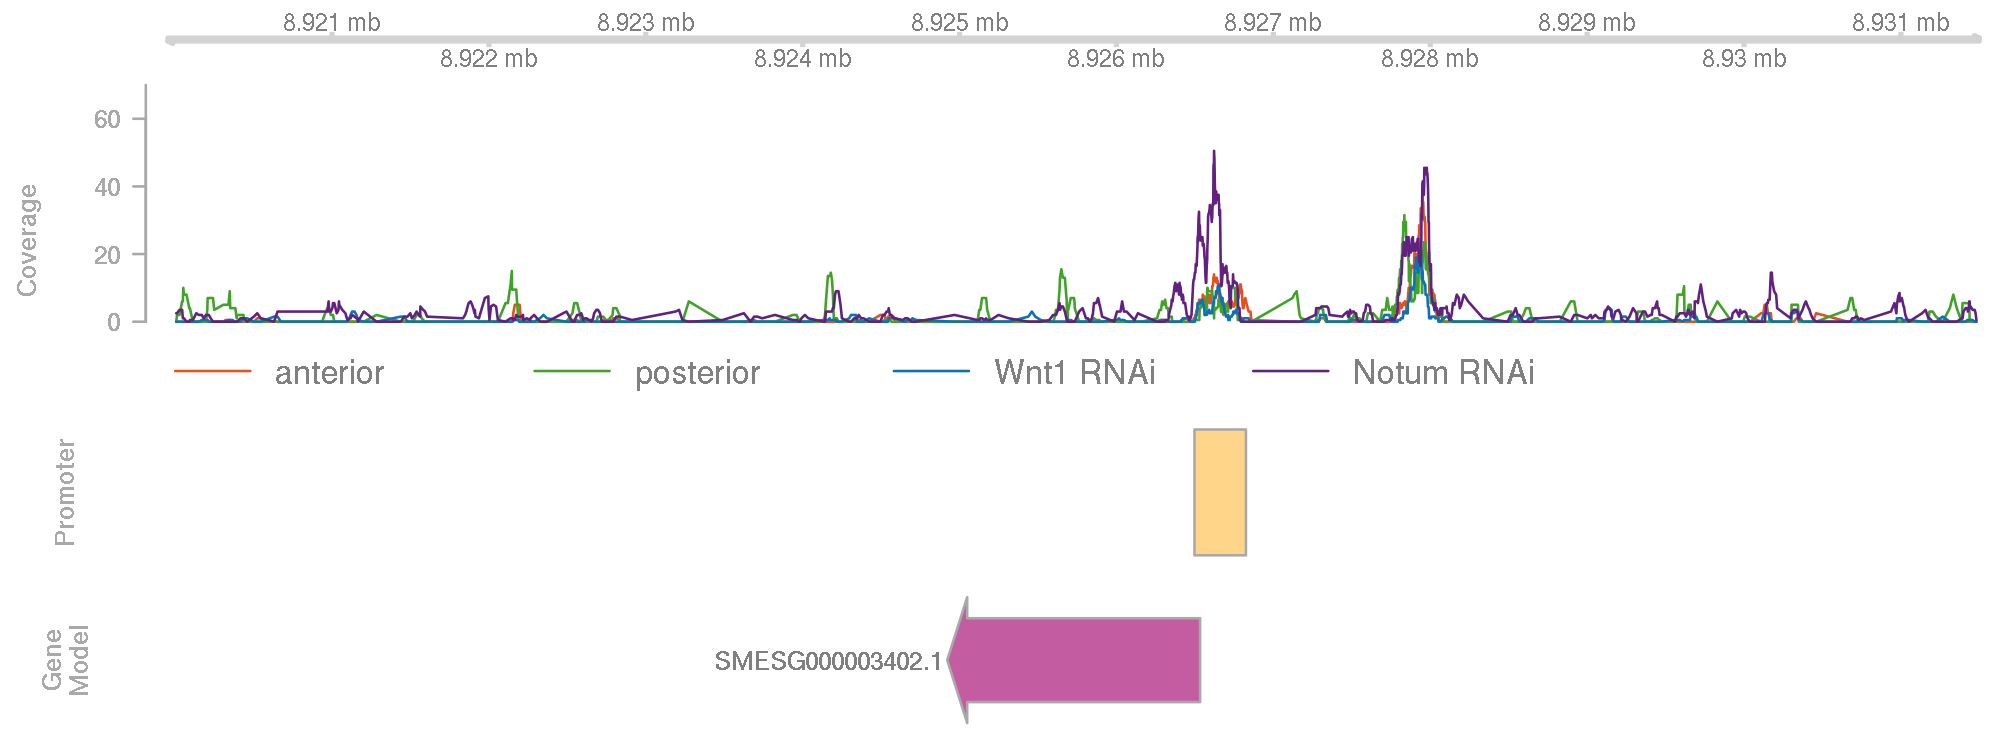 8.921 mb 8.923 mb 8.925 mb 8.927 mb 8.929 mb 8.931 mb
8.922 mb 8.924 mb 8.926 mb 8.928 mb 8.93 mb
Coverage
60
40
20
0
anterior posterior Wnt1 RNAi Notum RNAi
Promoter
Gene
Model
SMESG000003402.1